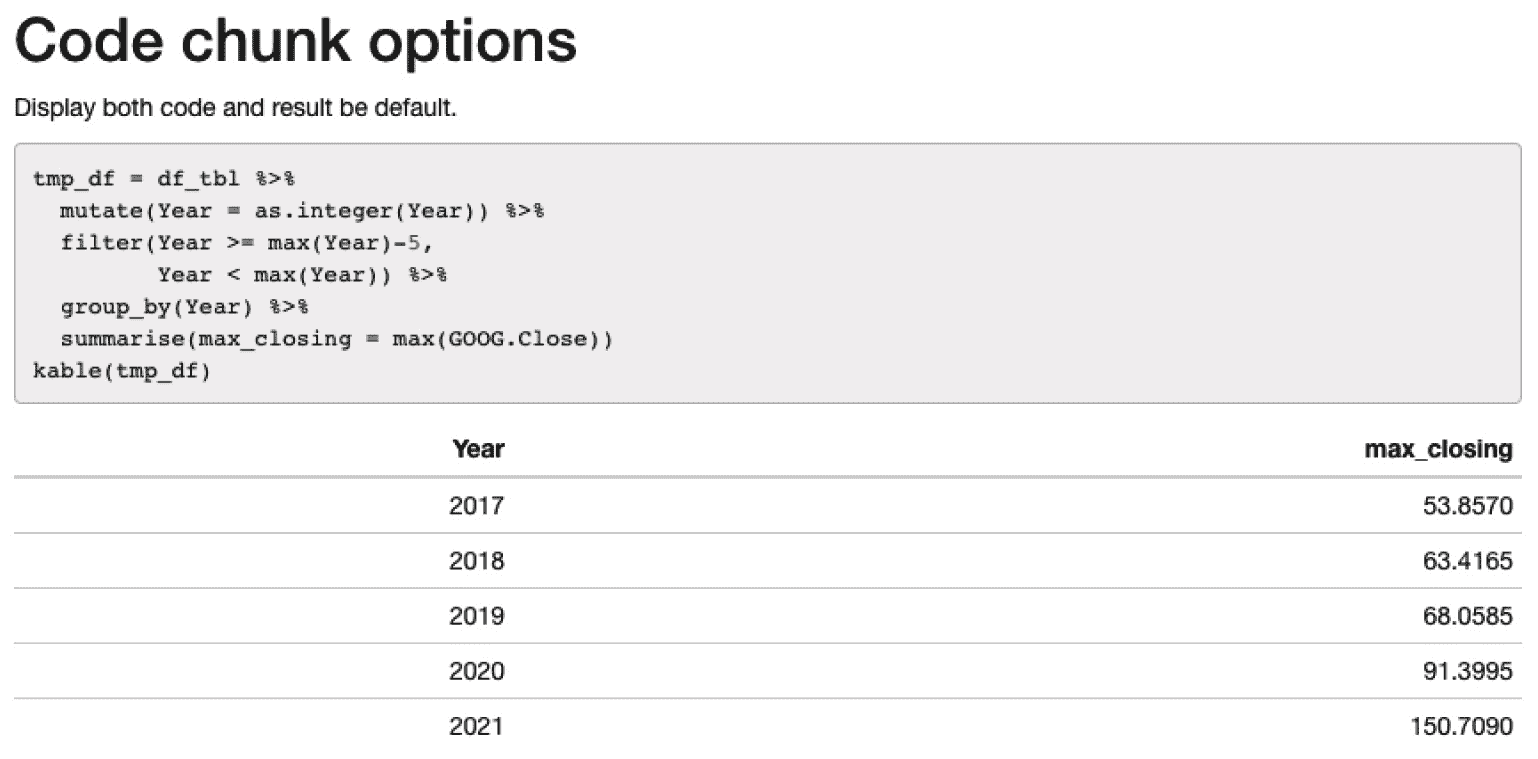 Code chunk options
Display both code and result be default.
tmp_df = df_tbl %>%
  mutate(Year = as.integer(Year)) %>%
  filter(Year >= max(Year)-5,
         Year < max(Year)) %>%
  group_by(Year) %>%
  summarise(max_closing = max(GOOG.Close))
kable(tmp_df)
Year max_closing
2017 53.8570
2018 63.4165
2019 68.0585
2020 91.3995
2021 150.7090